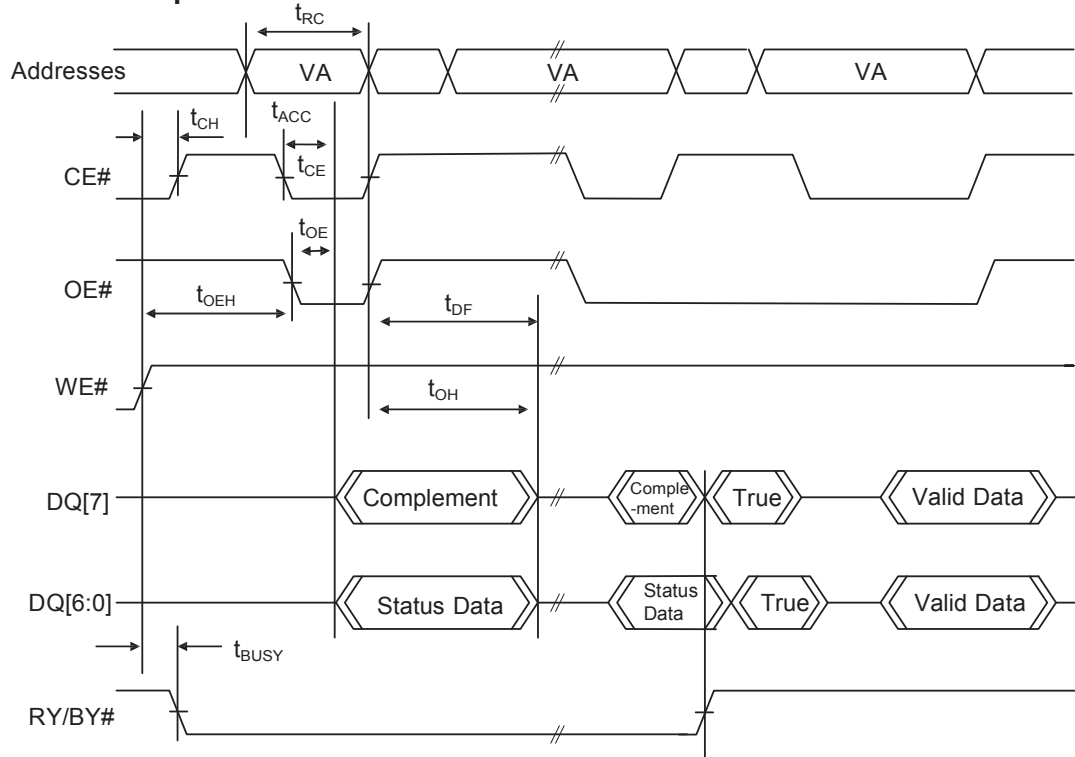 tRC
Addresses VA VA VA
tCH tACC
CE# tCE
tOE
OE#
tOEH tDF
WE#
tOH
DQ[7] Complement Comple
-ment True Valid Data
DQ[6:0] Status Data Status
Data True Valid Data
tBUSY
RY/BY#